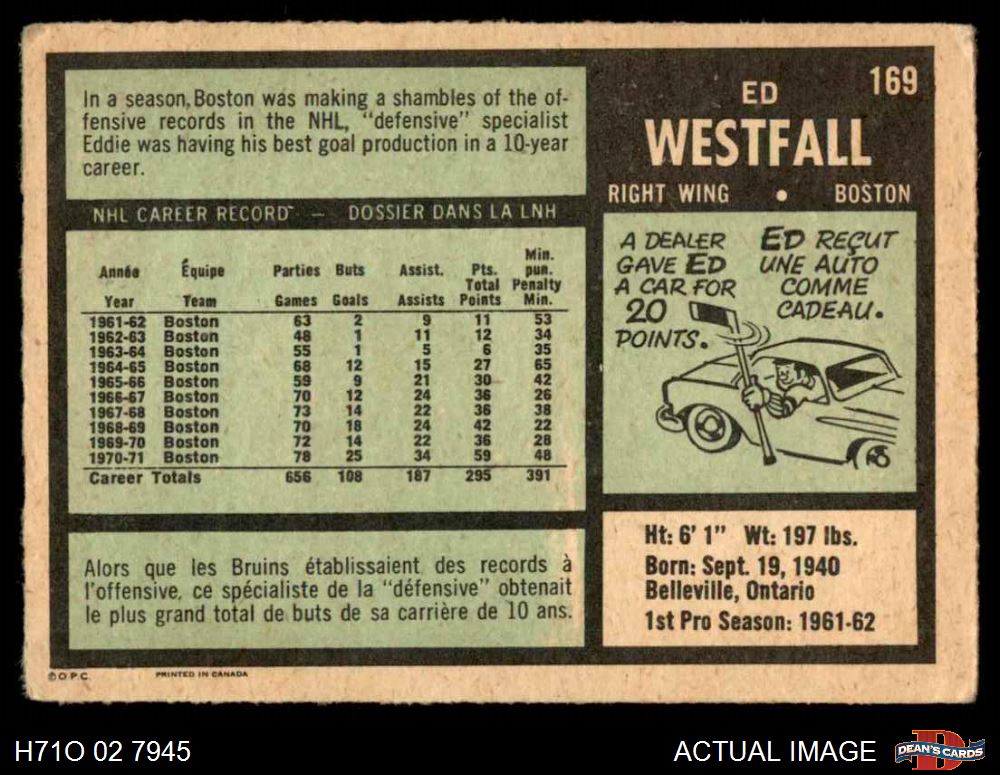 In a season, Boston was making a shambles of the of-
fensive records in the NHL, "defensive" specialist
Eddie was having his best goal production in a 10-year
career.
NHL CAREER RECORD — DOSSIER DANS LA LNH
Année Équipe Parties Buts Assist. Pts. Total Min. pun.
Year Team Games Goals Assists Points Penalty Min.
1961-62 Boston 63 2 9 11 53
1962-63 Boston 48 1 11 12 34
1963-64 Boston 55 1 5 6 35
1964-65 Boston 68 12 15 27 65
1965-66 Boston 59 9 21 30 42
1966-67 Boston 70 12 24 36 26
1967-68 Boston 73 14 22 36 38
1968-69 Boston 70 18 24 42 22
1969-70 Boston 72 14 22 36 28
1970-71 Boston 78 25 34 59 48
Career Totals 656 108 187 295 391
Alors que les Bruins établissaient des records à
l'offensive, ce spécialiste de la "défensive" obtenait
le plus grand total de buts de sa carrière de 10 ans.
169
ED
WESTFALL
RIGHT WING • BOSTON
A DEALER
GAVE ED
A CAR FOR
20
POINTS.
ED REÇUT
UNE AUTO
COMME
CADEAU.
Ht: 6' 1" Wt: 197 lbs.
Born: Sept. 19, 1940
Belleville, Ontario
1st Pro Season: 1961-62
© O.P.C. PRINTED IN CANADA
H71O 02 7945
ACTUAL IMAGE
DEAN'S CARDS